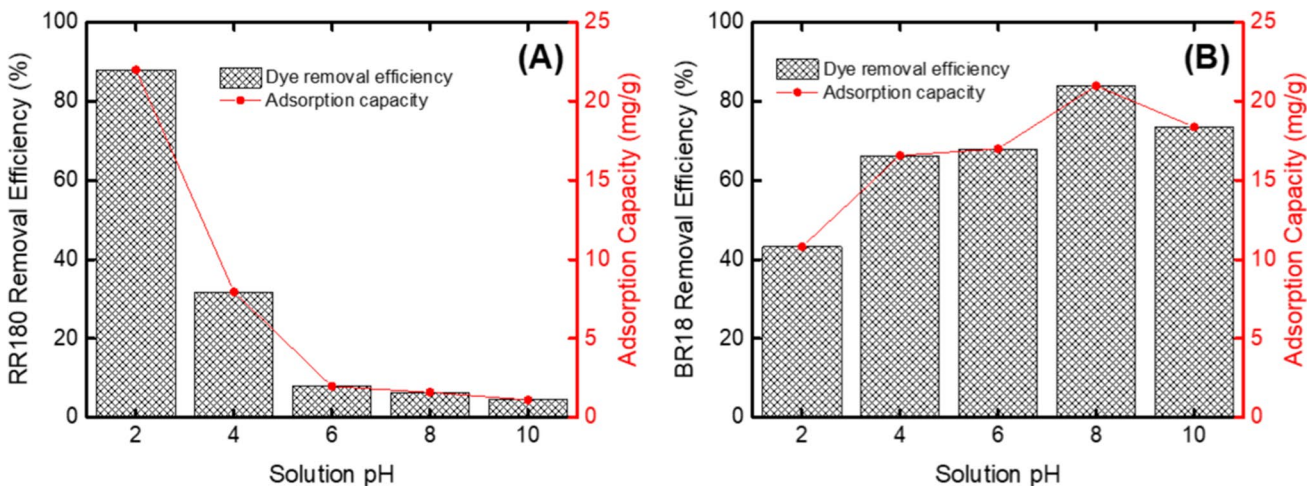 (A)
Dye removal efficiency
Adsorption capacity
RR180 Removal Efficiency (%)
100
80
60
40
20
0
25
20
15
10
5
0
Adsorption Capacity (mg/g)
2 4 6 8 10
Solution pH
(B)
Dye removal efficiency
Adsorption capacity
BR18 Removal Efficiency (%)
100
80
60
40
20
0
25
20
15
10
5
0
Adsorption Capacity (mg/g)
2 4 6 8 10
Solution pH